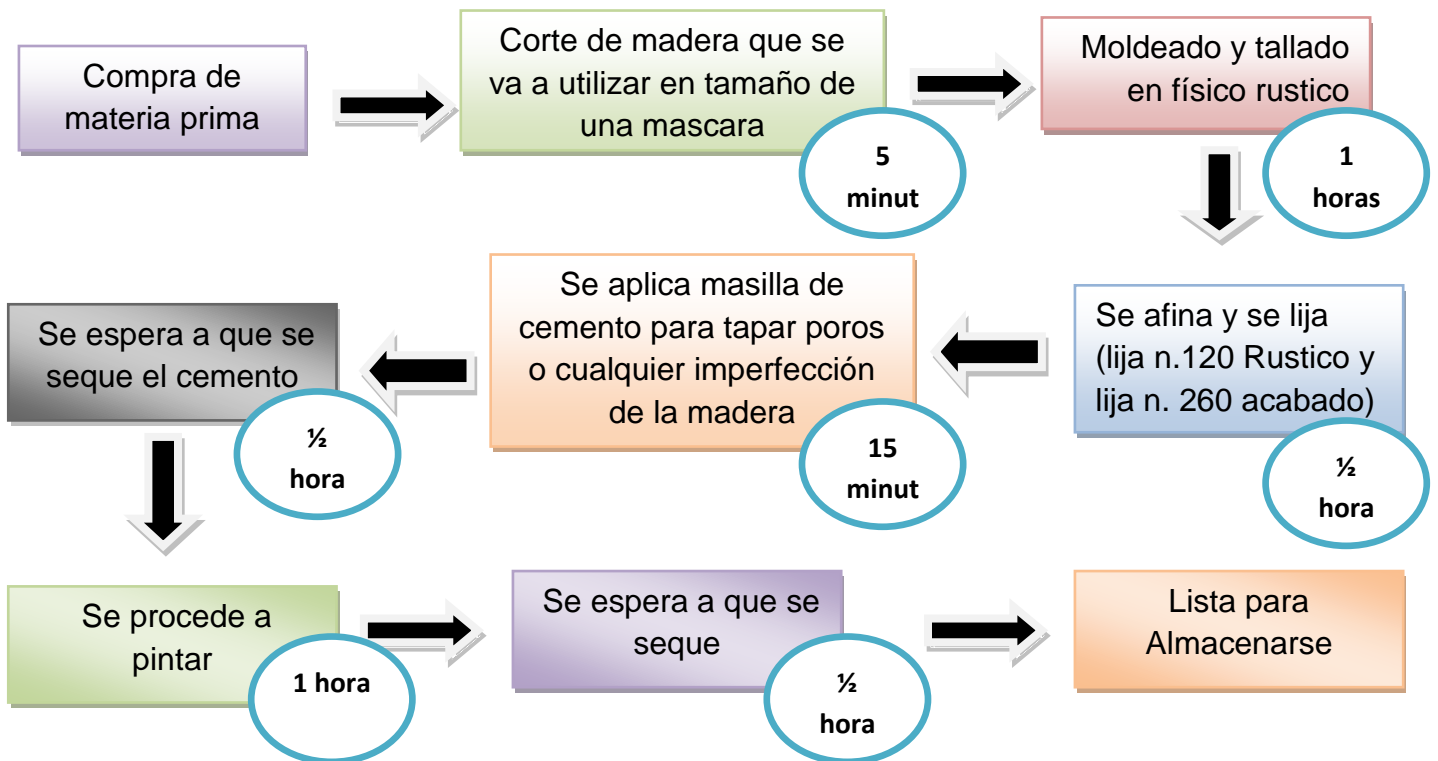 Compra de
materia prima
Corte de madera que se
va a utilizar en tamaño de
una mascara
5
minut
Moldeado y tallado
en físico rustico
1
horas
Se afina y se lija
(lija n.120 Rustico y
lija n. 260 acabado)
½
hora
Se aplica masilla de
cemento para tapar poros
o cualquier imperfección
de la madera
15
minut
Se espera a que se
seque el cemento
½
hora
Se procede a
pintar
1 hora
Se espera a que se
seque
½
hora
Lista para
Almacenarse